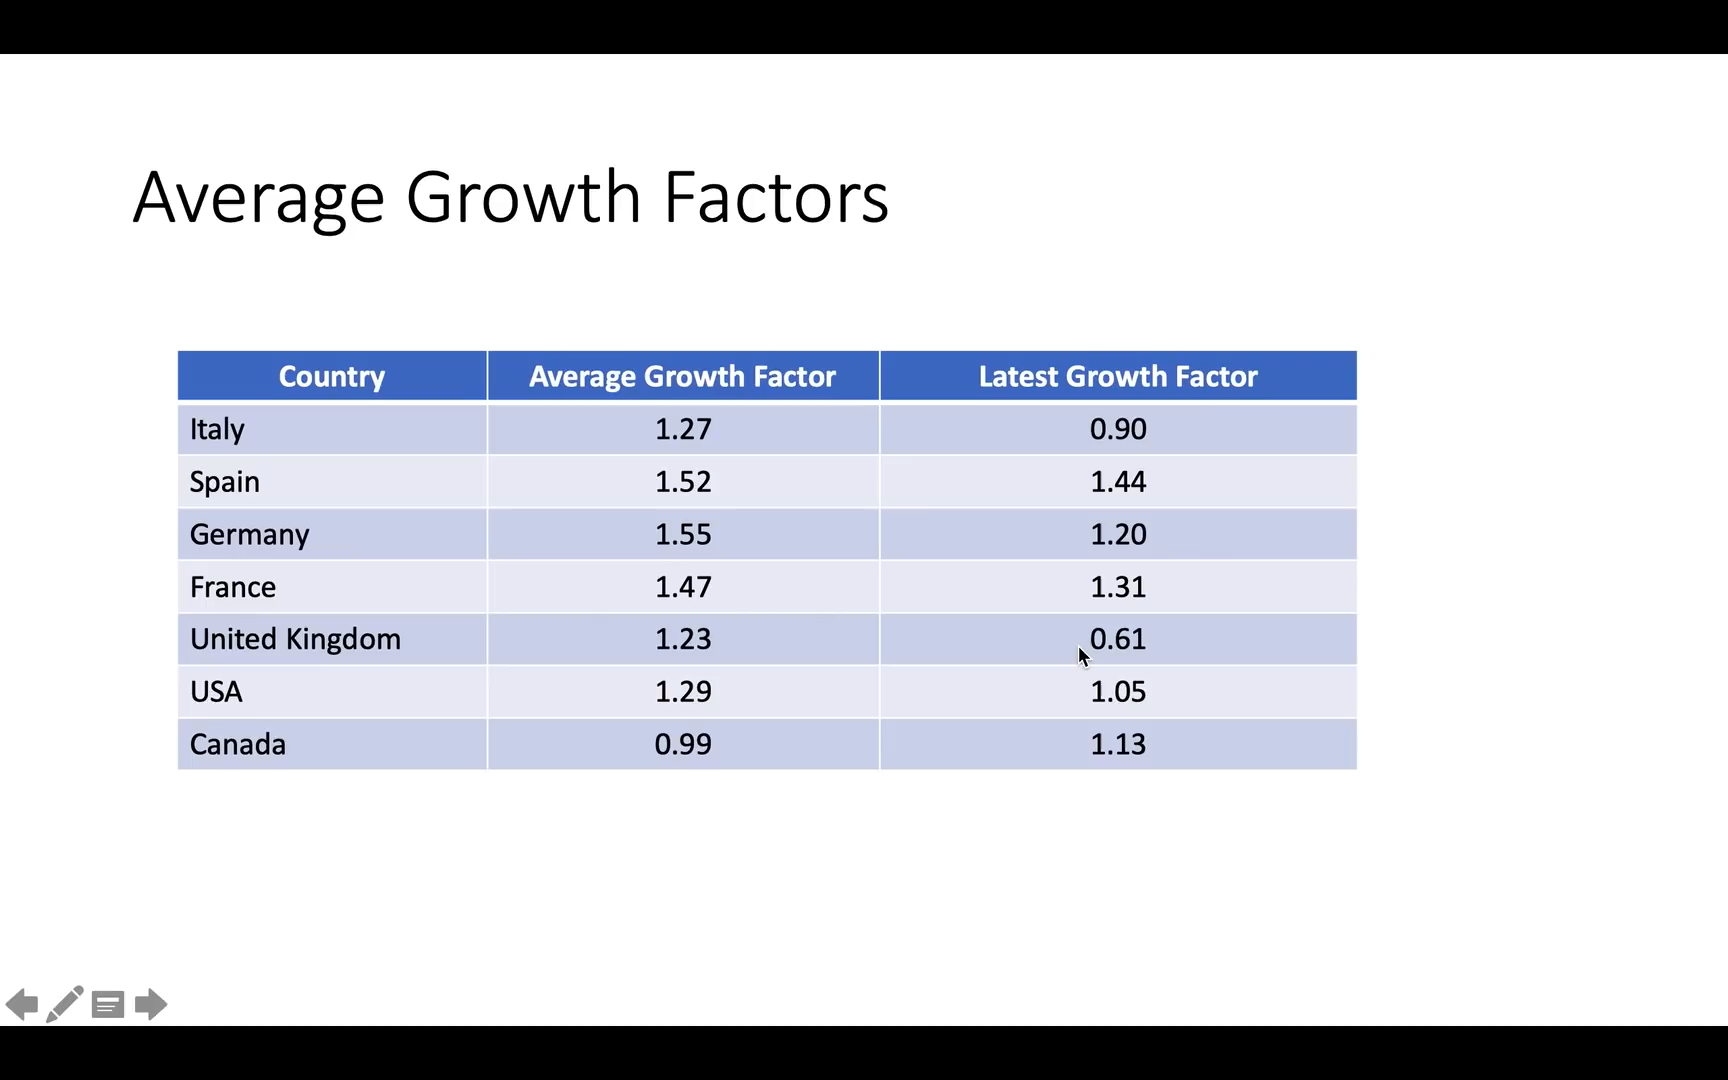 Average Growth Factors
Country Average Growth Factor Latest Growth Factor
Italy 1.27 0.90
Spain 1.52 1.44
Germany 1.55 1.20
France 1.47 1.31
United Kingdom 1.23 0.61
USA 1.29 1.05
Canada 0.99 1.13